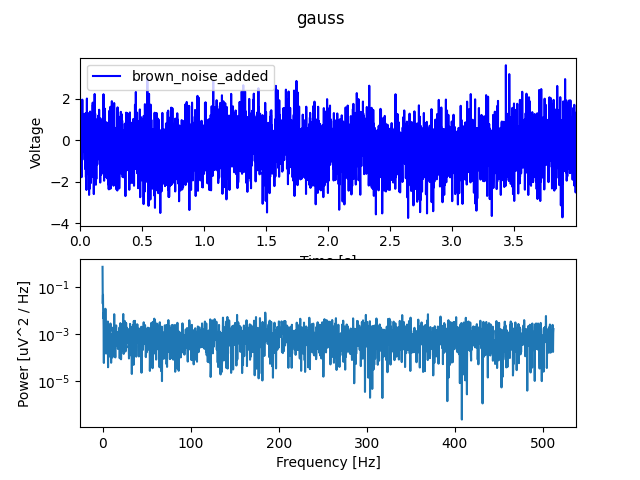 gauss
brown_noise_added
Voltage
2
0
−2
−4
0.0 0.5 1.0 1.5 2.0 2.5 3.0 3.5
Time [s]
Power [uV^2 / Hz]
10^−1
10^−3
10^−5
0 100 200 300 400 500
Frequency [Hz]